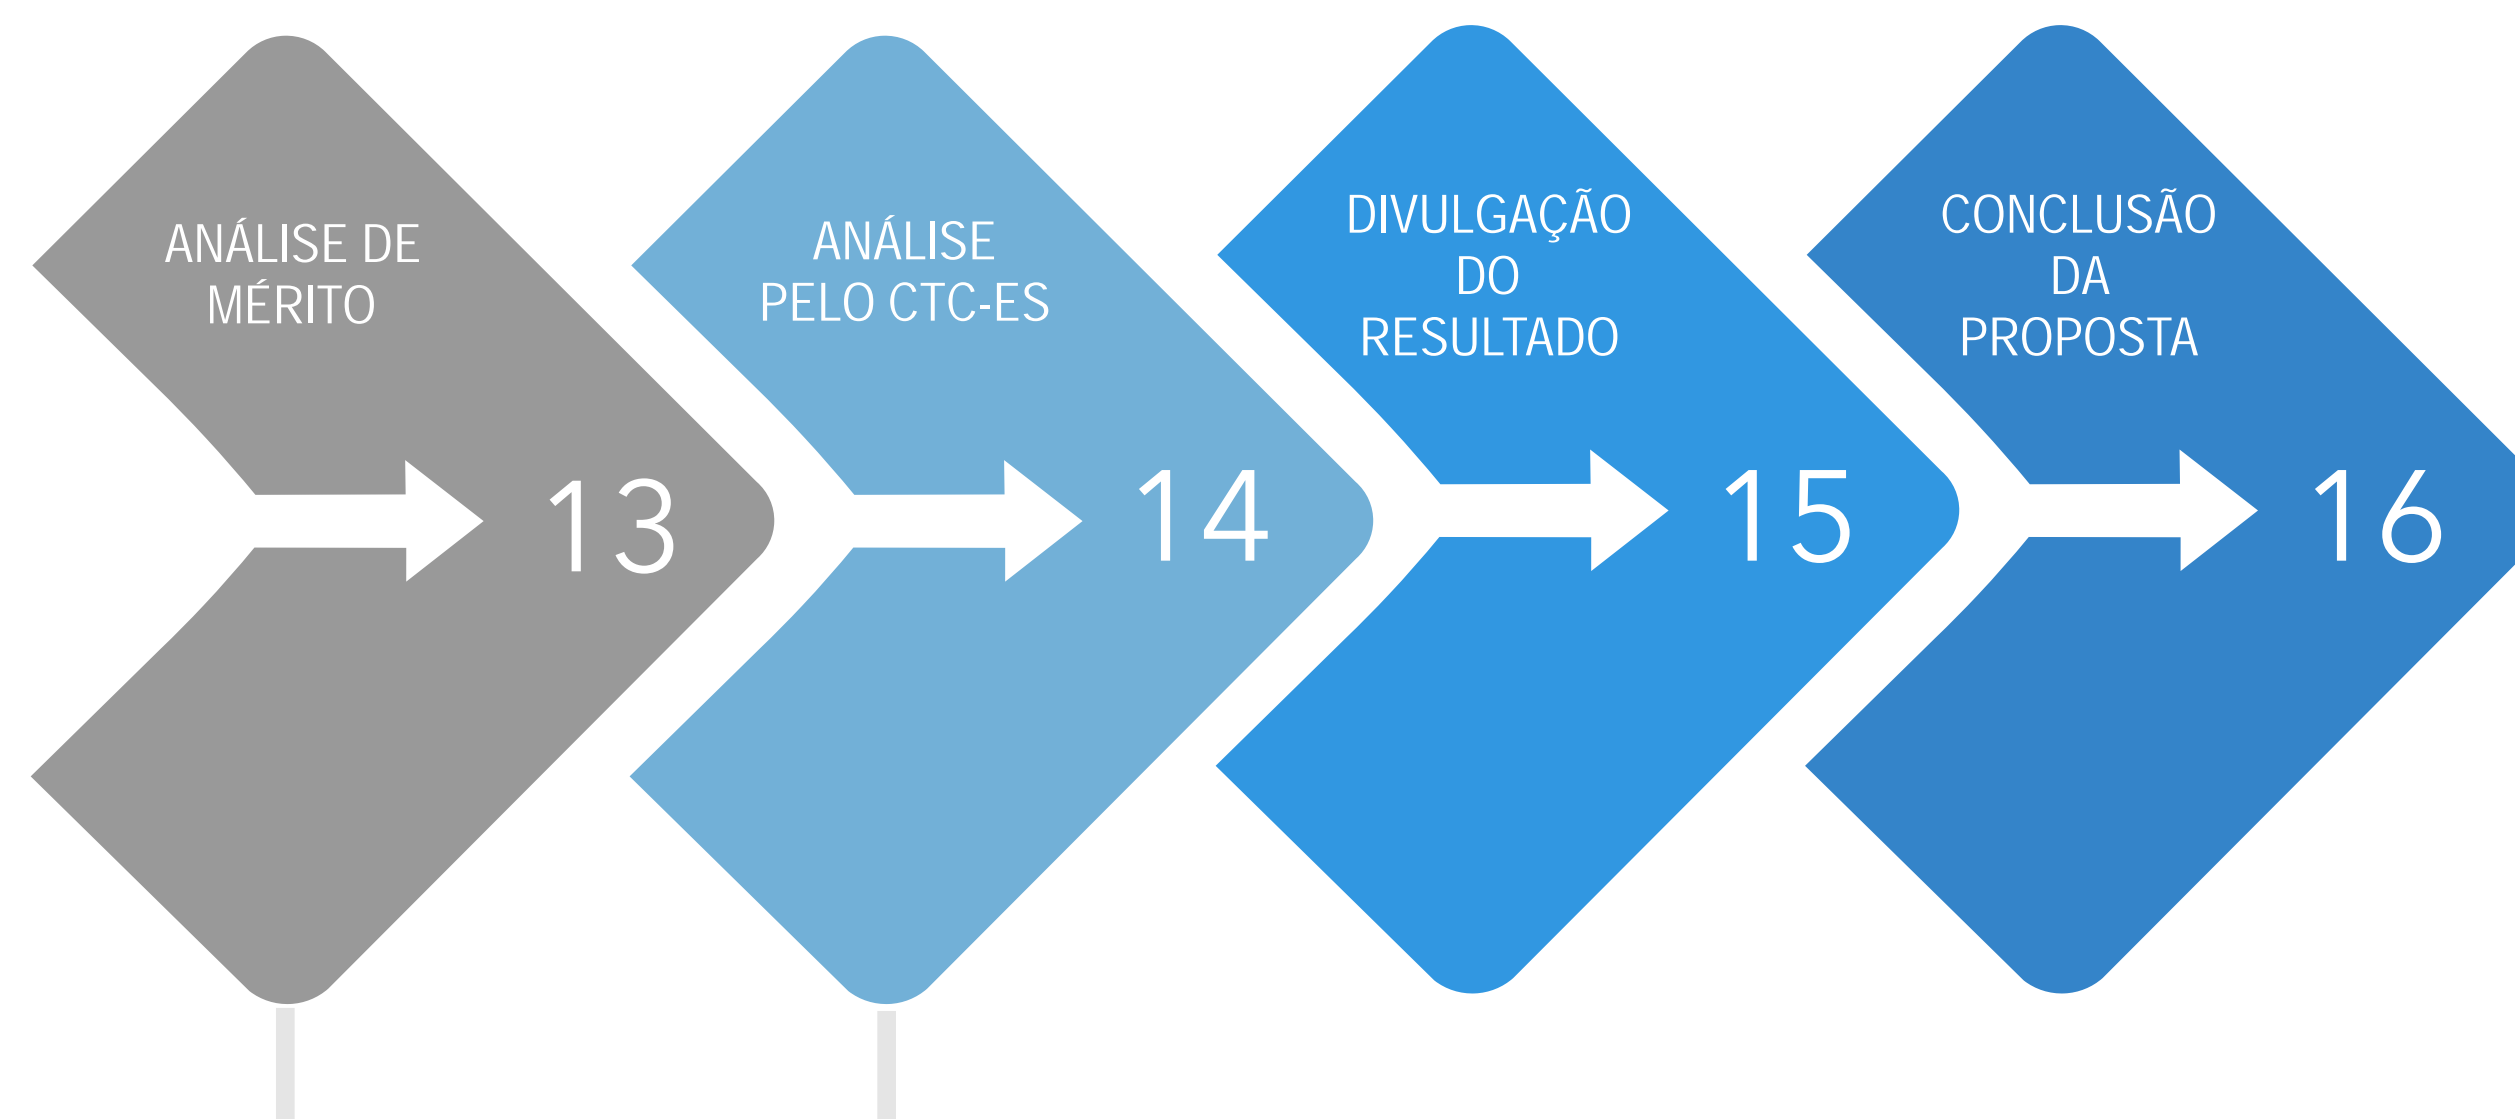 ANÁLISE DE
MÉRITO
13
ANÁLISE
PELO CTC-ES
14
DIVULGAÇÃO
DO
RESULTADO
15
CONCLUSÃO
DA
PROPOSTA
16